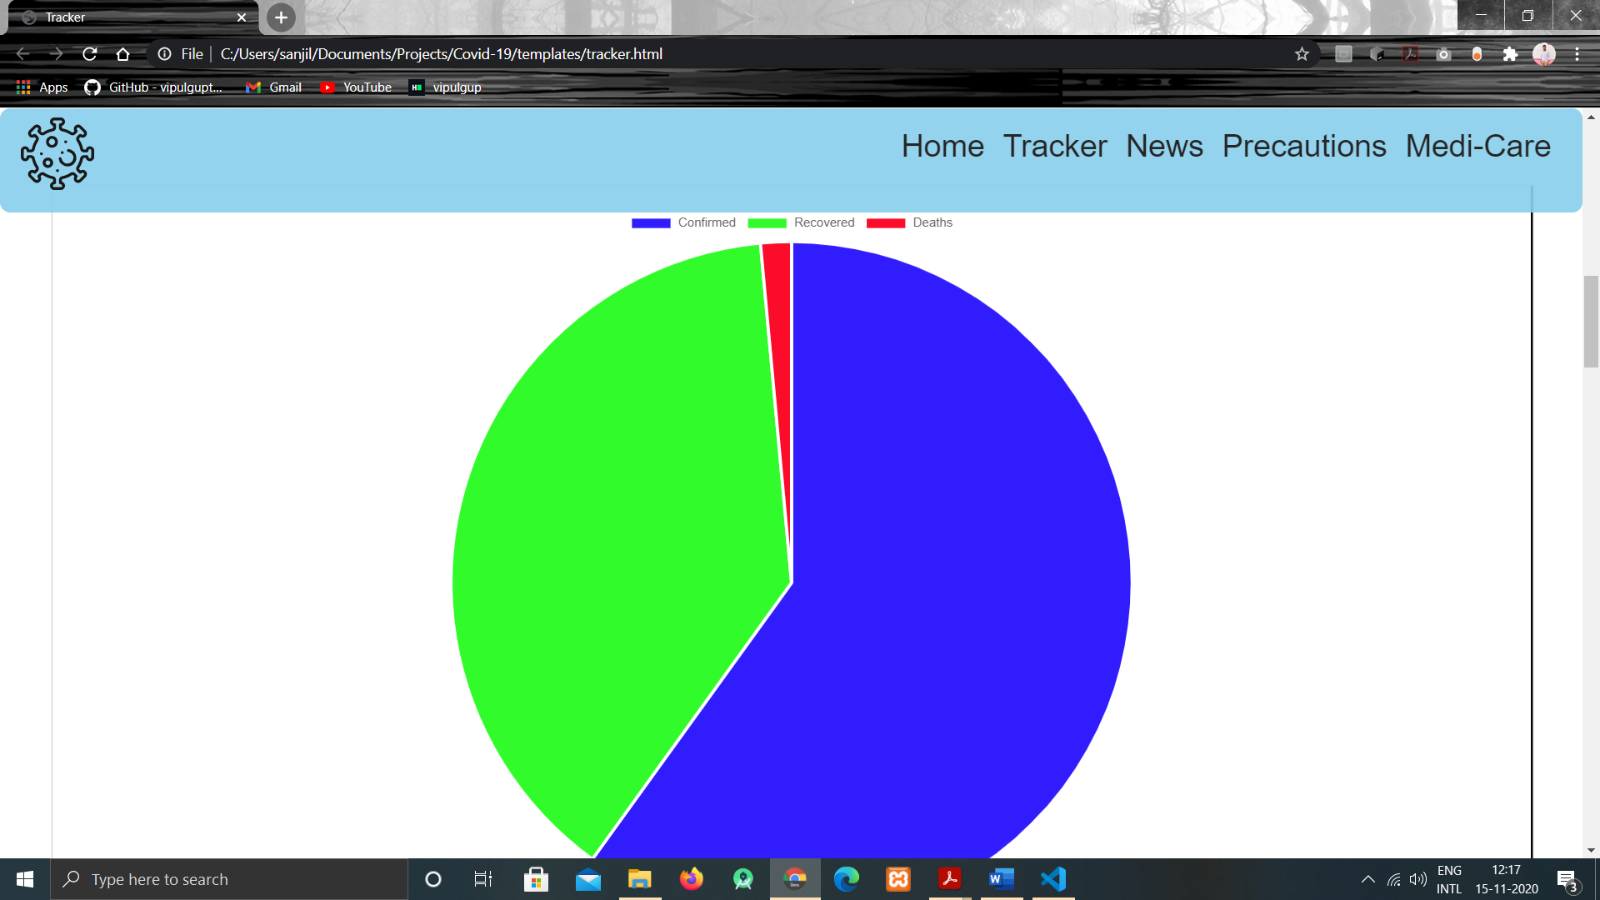 Tracker
File | C:/Users/sanjil/Documents/Projects/Covid-19/templates/tracker.html
Apps GitHub - vipulgupt... Gmail YouTube vipulgup
Home Tracker News Precautions Medi-Care
Confirmed Recovered Deaths
Type here to search
ENG
INTL
12:17
15-11-2020
3